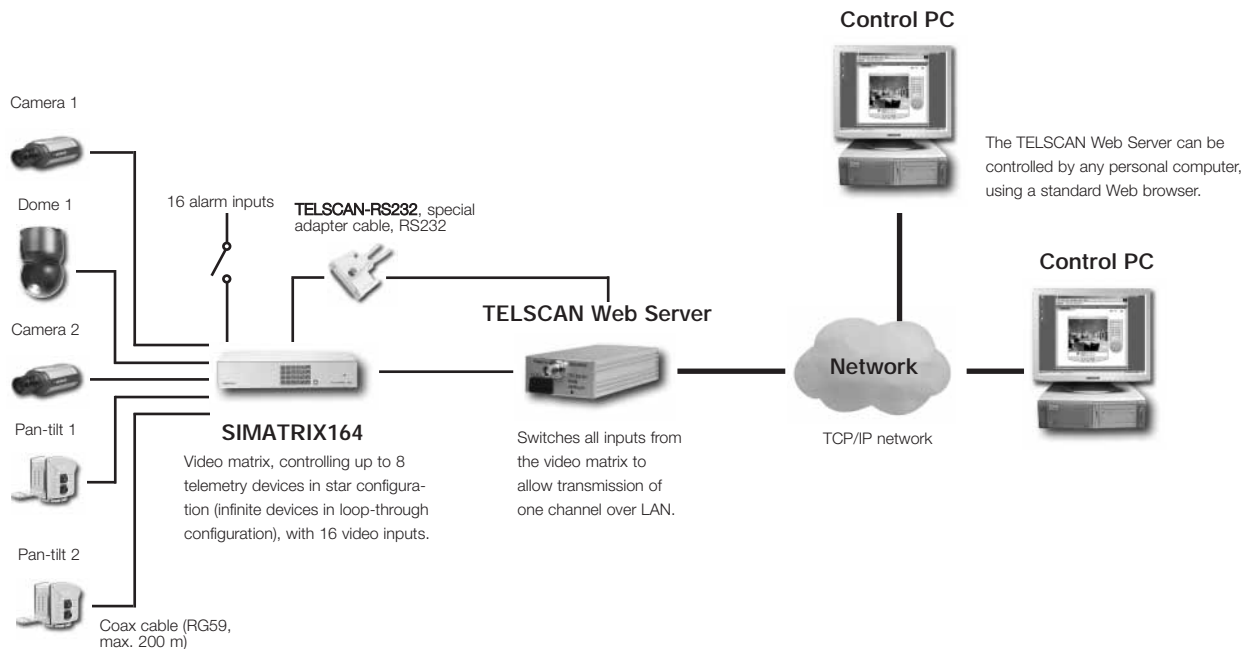 Control PC
Camera 1
The TELSCAN Web Server can be
controlled by any personal computer,
using a standard Web browser.
Dome 1
16 alarm inputs
TELSCAN-RS232, special
adapter cable, RS232
Control PC
Camera 2
TELSCAN Web Server
Network
Pan-tilt 1
SIMATRIX164
Switches all inputs from
the video matrix to
allow transmission of
one channel over LAN.
TCP/IP network
Video matrix, controlling up to 8
telemetry devices in star configura-
tion (infinite devices in loop-through
configuration), with 16 video inputs.
Pan-tilt 2
Coax cable (RG59,
max. 200 m)